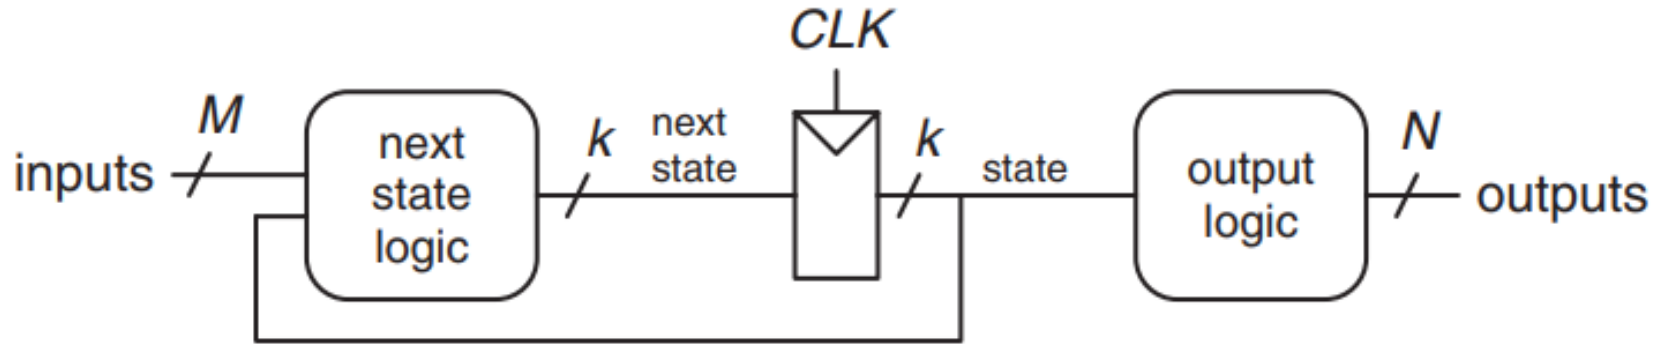 CLK
inputs
M
next
state
logic
k
next
state
k
state
output
logic
N
outputs